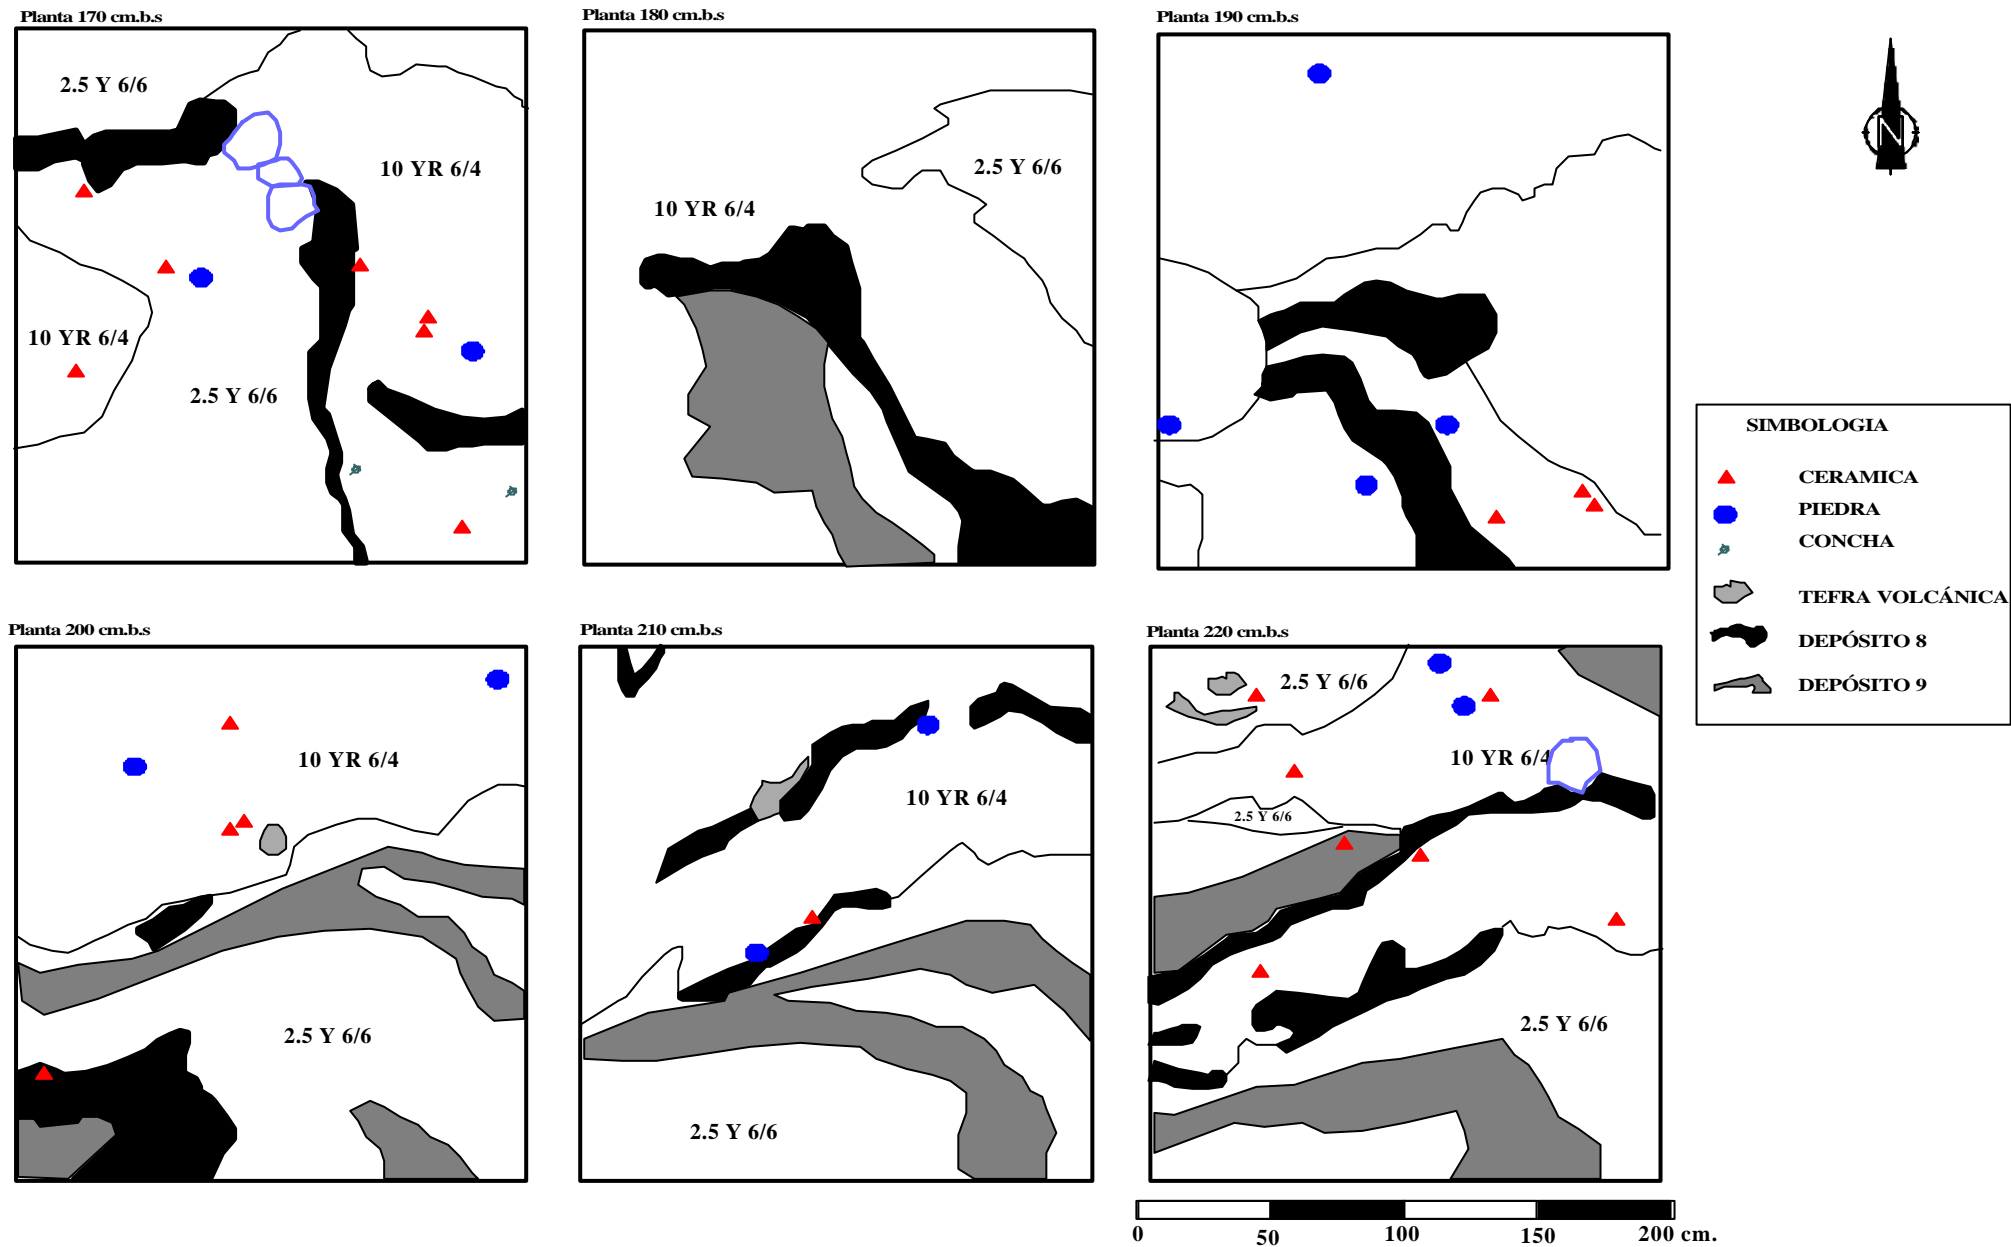 Planta 170 cm.b.s
2.5 Y 6/6
10 YR 6/4
10 YR 6/4
2.5 Y 6/6
Planta 180 cm.b.s
2.5 Y 6/6
10 YR 6/4
Planta 190 cm.b.s
N
SIMBOLOGIA
CERAMICA
PIEDRA
CONCHA
TEFRA VOLCÁNICA
DEPÓSITO 8
DEPÓSITO 9
Planta 200 cm.b.s
10 YR 6/4
2.5 Y 6/6
Planta 210 cm.b.s
10 YR 6/4
2.5 Y 6/6
Planta 220 cm.b.s
2.5 Y 6/6
10 YR 6/4
2.5 Y 6/6
2.5 Y 6/6
0 50 100 150 200 cm.